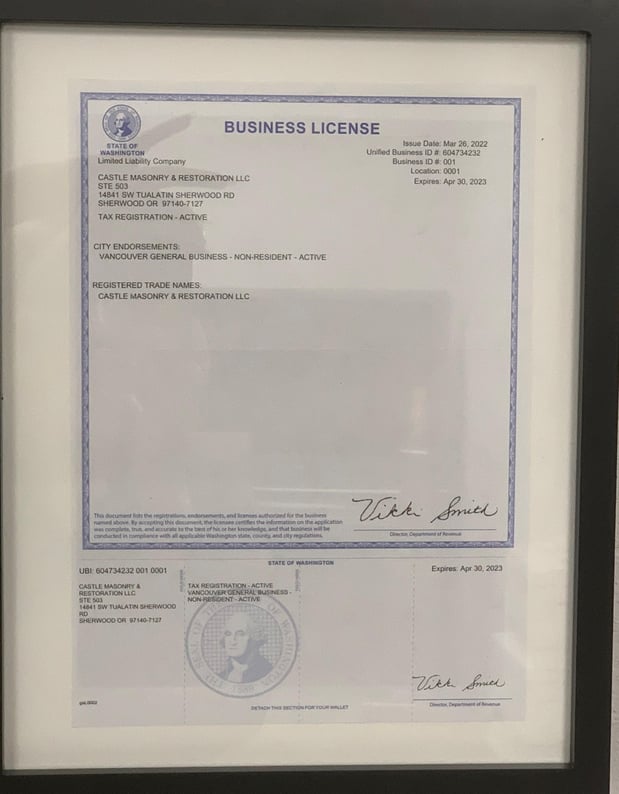 BUSINESS LICENSE
STATE OF
WASHINGTON
Limited Liability Company
Issue Date: Mar 26, 2022
Unified Business ID #: 604734232
Business ID #: 001
Location: 0001
Expires: Apr 30, 2023
CASTLE MASONRY & RESTORATION LLC
STE 503
14841 SW TUALATIN SHERWOOD RD
SHERWOOD OR 97140-7127
TAX REGISTRATION - ACTIVE
CITY ENDORSEMENTS:
VANCOUVER GENERAL BUSINESS - NON-RESIDENT - ACTIVE
REGISTERED TRADE NAMES:
CASTLE MASONRY & RESTORATION LLC
This document lists the registrations, endorsements, and licenses authorized for the business
named above. By accepting this document, the licensee certifies the information on the application
was complete, true, and accurate to the best of his or her knowledge, and that business will be
conducted in compliance with all applicable Washington state, county, and city regulations.
Vikki Smith
Director, Department of Revenue
STATE OF WASHINGTON
UBI: 604734232 001 0001
Expires: Apr 30, 2023
CASTLE MASONRY &
RESTORATION LLC
STE 503
14841 SW TUALATIN SHERWOOD
RD
SHERWOOD OR 97140-7127
TAX REGISTRATION - ACTIVE
VANCOUVER GENERAL BUSINESS -
NON-RESIDENT - ACTIVE
THE SEAL OF THE STATE OF WASHINGTON
1889
Vikki Smith
Director, Department of Revenue
DETACH THIS SECTION FOR YOUR WALLET